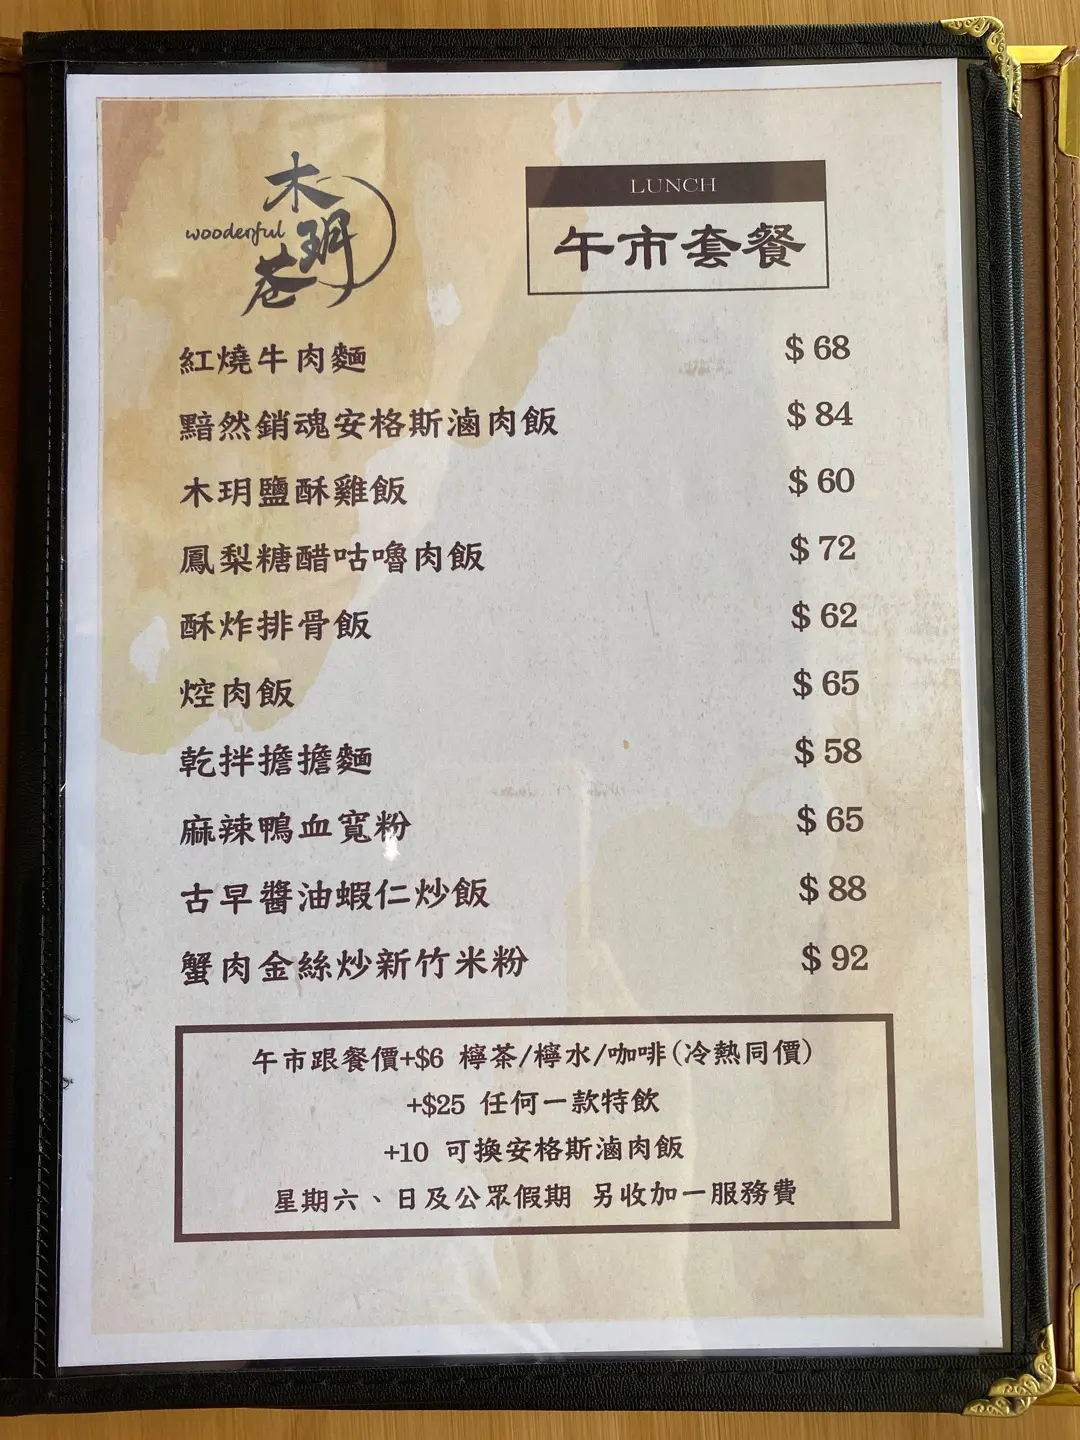 木玥苍
wooderful
LUNCH
午市套餐
紅燒牛肉麵 $ 68
黯然銷魂安格斯滷肉飯 $ 84
木玥鹽酥雞飯 $ 60
鳳梨糖醋咕嚕肉飯 $ 72
酥炸排骨飯 $ 62
焢肉飯 $ 65
乾拌擔擔麵 $ 58
麻辣鴨血寬粉 $ 65
古早醬油蝦仁炒飯 $ 88
蟹肉金絲炒新竹米粉 $ 92
午市跟餐價+$6 檸茶/檸水/咖啡(冷熱同價)
+$25 任何一款特飲
+10 可換安格斯滷肉飯
星期六、日及公眾假期 另收加一服務費